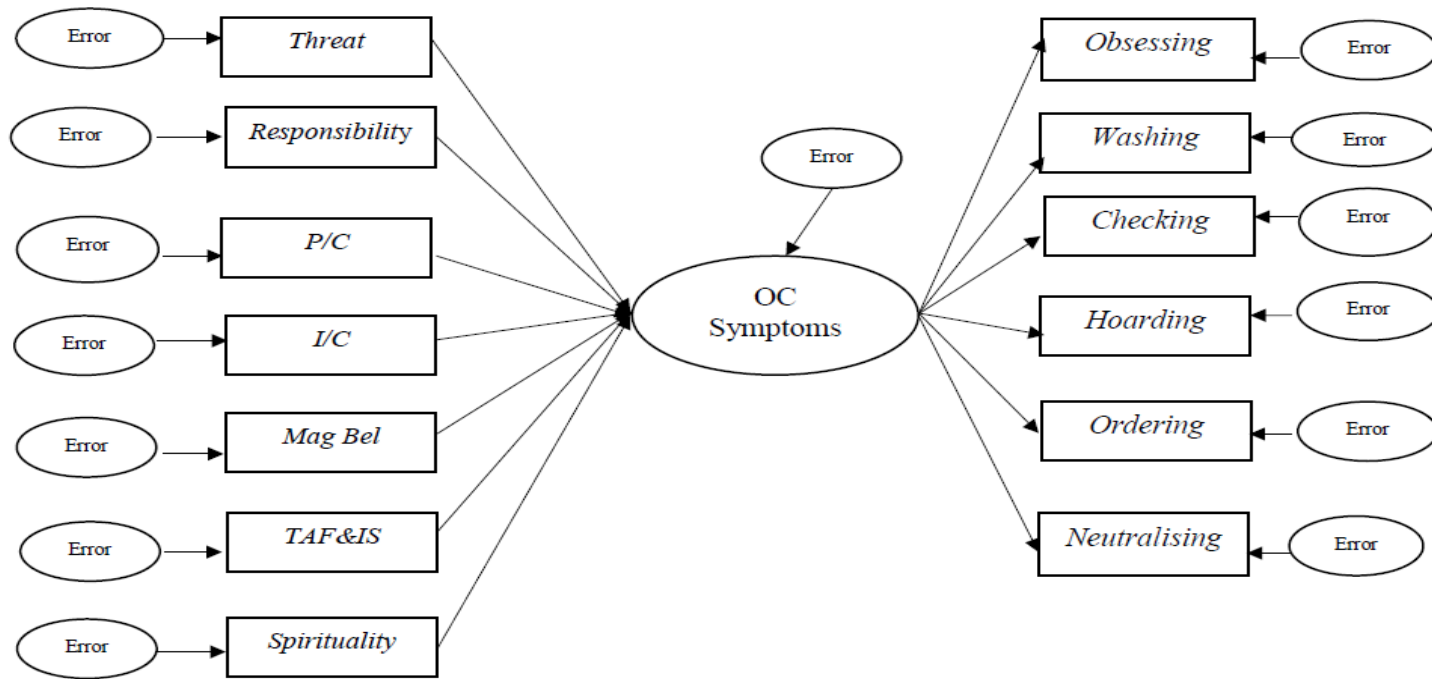 Error
Threat
Obsessing
Error
Error
Responsibility
Error
Washing
Error
Error
P/C
Checking
Error
OC
Symptoms
Error
I/C
Hoarding
Error
Error
Mag Bel
Ordering
Error
Error
TAF&IS
Neutralising
Error
Error
Spirituality